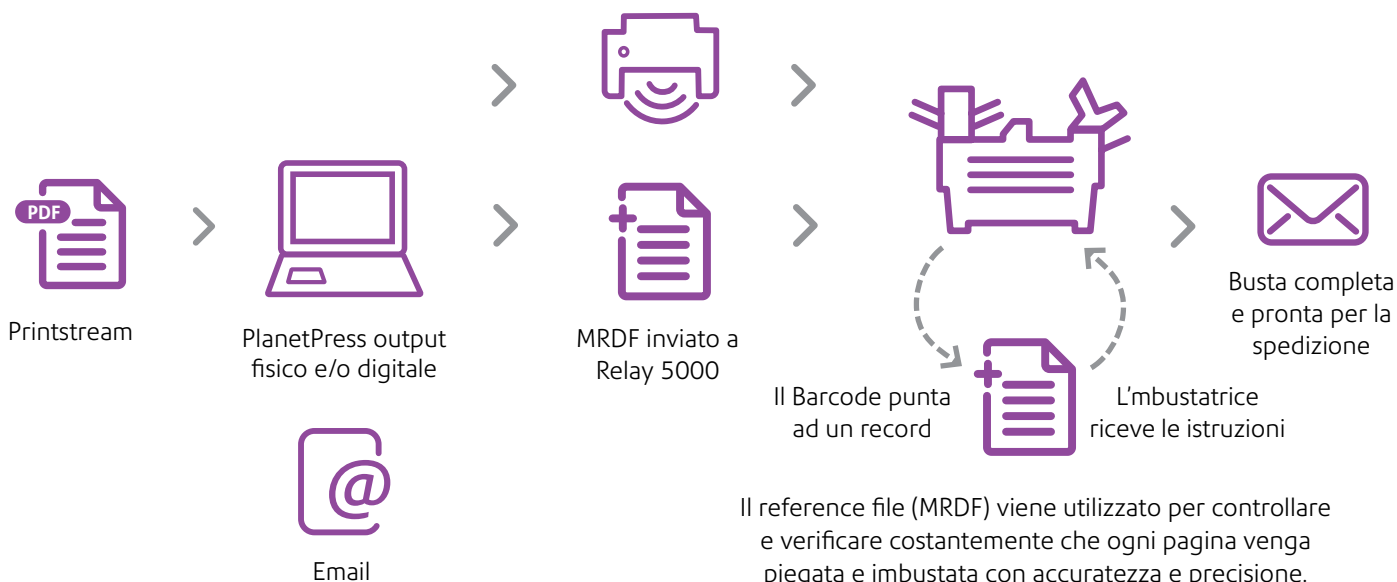 PDF
Printstream
PlanetPress output
fisico e/o digitale
@
Email
MRDF inviato a
Relay 5000
Il Barcode punta
ad un record
L'mbustatrice
riceve le istruzioni
Busta completa
e pronta per la
spedizione
Il reference file (MRDF) viene utilizzato per controllare
e verificare costantemente che ogni pagina venga
piegata e imbustata con accuratezza e precisione.